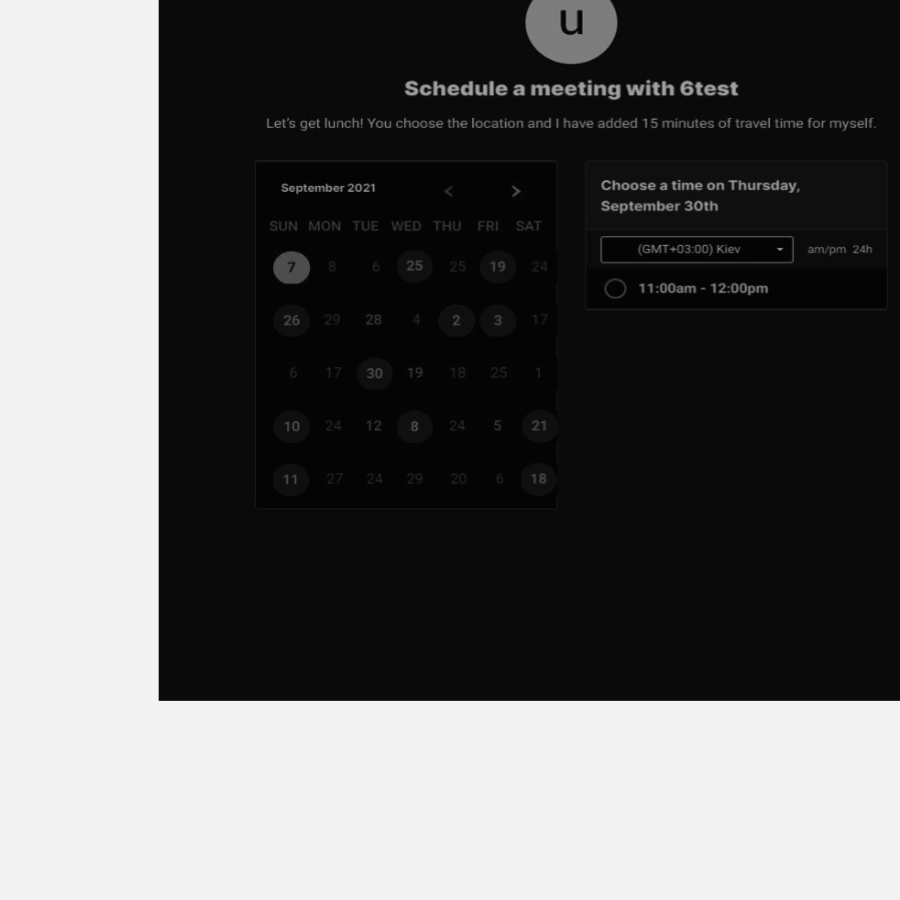 u
Schedule a meeting with 6test
Let's get lunch! You choose the location and I have added 15 minutes of travel time for myself.
September 2021
SUN MON TUE WED THU FRI SAT
7 8 6 25 25 19 24
26 29 28 4 2 3 17
6 17 30 19 18 25 1
10 24 12 8 24 5 21
11 27 24 29 20 6 18
Choose a time on Thursday,
September 30th
(GMT+03:00) Kiev am/pm 24h
11:00am - 12:00pm